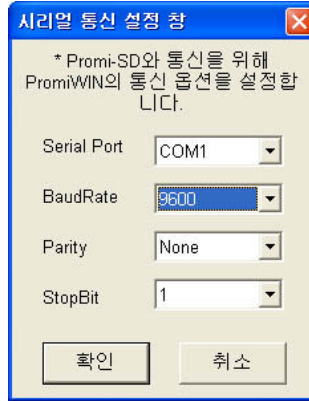 시리얼 통신 설정 창
* Promi-SD와 통신을 위해
PromiWIN의 통신 옵션을 설정합
니다.
Serial Port COM1
BaudRate 9600
Parity None
StopBit 1
확인 취소